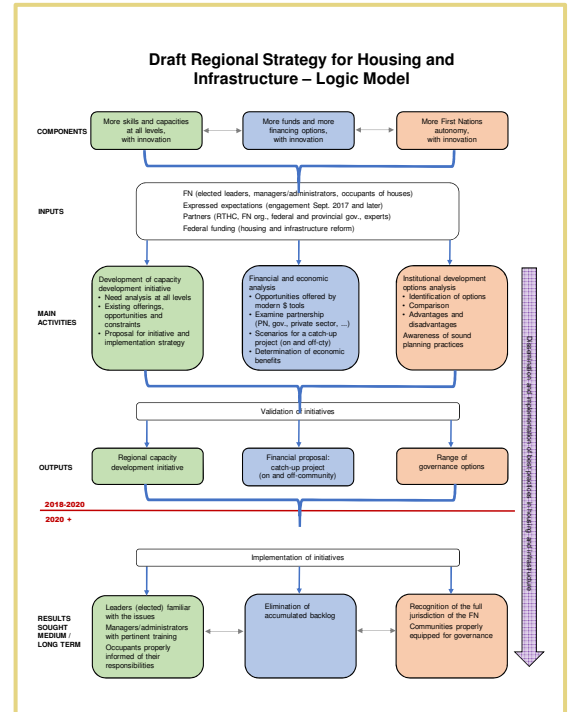 Draft Regional Strategy for Housing and
Infrastructure – Logic Model
COMPONENTS
More skills and capacities
at all levels,
with innovation
More funds and more
financing options,
with innovation
More First Nations
autonomy,
with innovation
INPUTS
FN (elected leaders, managers/administrators, occupants of houses)
Expressed expectations (engagement Sept. 2017 and later)
Partners (RTHC, FN org., federal and provincial gov., experts)
Federal funding (housing and infrastructure reform)
MAIN
ACTIVITIES
Development of capacity
development initiative
• Need analysis at all levels
• Existing offerings,
opportunities and
constraints
• Proposal for initiative and
implementation strategy
Financial and economic
analysis
• Opportunities offered by
modern $ tools
• Examine partnership
(PN, gov., private sector, ...)
• Scenarios for a catch-up
project (on and off-cty)
• Determination of economic
benefits
Institutional development
options analysis
• Identification of options
• Comparison
• Advantages and
disadvantages
Awareness of sound
planning practices
Validation of initiatives
OUTPUTS
Regional capacity
development initiative
Financial proposal:
catch-up project
(on and off-community)
Range of
governance options
2018-2020
2020 +
Implementation of initiatives
RESULTS
SOUGHT
MEDIUM /
LONG TERM
Leaders (elected) familiar
with the issues
Managers/administrators
with pertinent training
Occupants properly
informed of their
responsibilities
Elimination of
accumulated backlog
Recognition of the full
jurisdiction of the FN
Communities properly
equipped for governance
Dissemination and implementation of best practices in housing and infrastructure